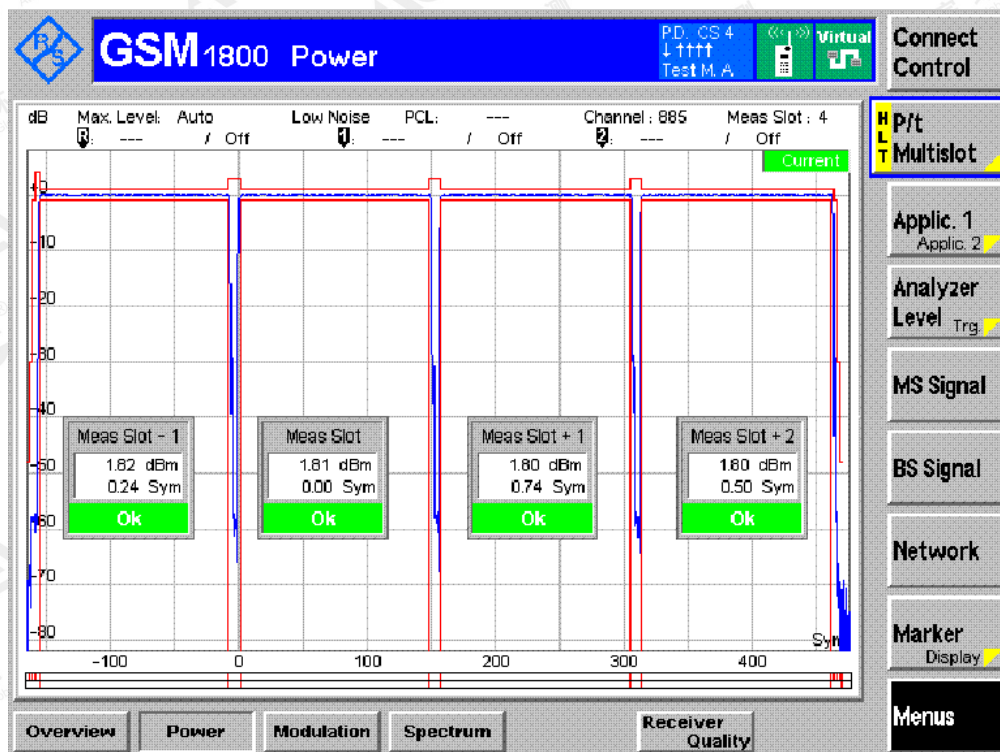 R/S
GSM 1800 Power
P.D. CS 4
↓↑↑↑↑
Test M. A
Virtual
Connect
Control
dB Max. Level: Auto Low Noise PCL: --- Channel : 885 Meas Slot : 4
R: --- / Off 1: --- / Off 2: --- / Off
H L T
P/t
Multislot
Current
+0
-10
-20
-30
-40
-50
-60
-70
-80
Meas Slot - 1
1.82 dBm
0.24 Sym
Ok
Meas Slot
1.81 dBm
0.00 Sym
Ok
Meas Slot + 1
1.80 dBm
0.74 Sym
Ok
Meas Slot + 2
1.80 dBm
0.50 Sym
Ok
Sym
-100 0 100 200 300 400
Applic. 1
Applic. 2
Analyzer
Level Trg.
MS Signal
BS Signal
Network
Marker
Display
Menus
Overview Power Modulation Spectrum Receiver
Quality